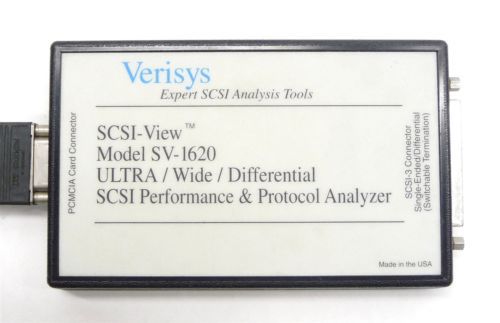 Verisys
Expert SCSI Analysis Tools
SCSI-View™
Model SV-1620
ULTRA / Wide / Differential
SCSI Performance & Protocol Analyzer
PCMCIA Card Connector
SCSI-3 Connector
Single-Ended/Differential
(Switchable Termination)
Made in the USA